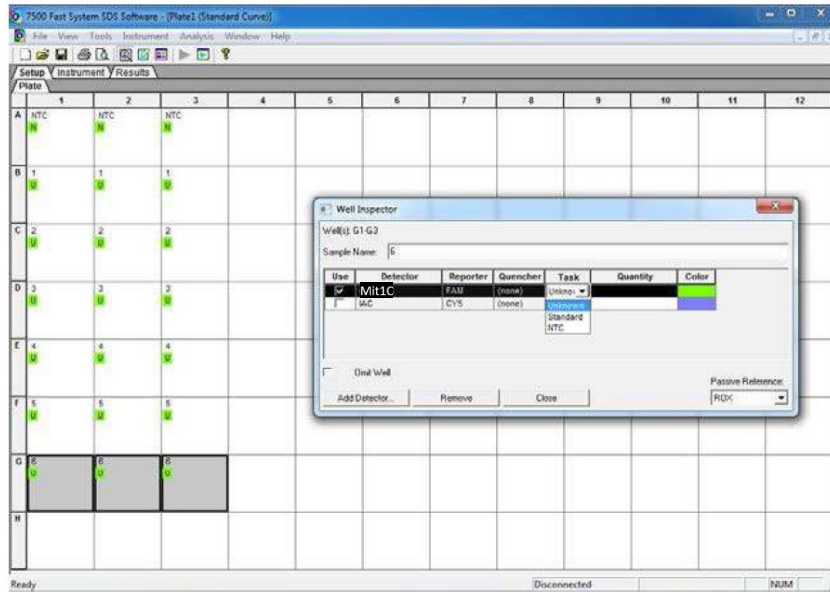 7500 Fast System SDS Software - [Plate1 (Standard Curve)]
File View Tools Instrument Analysis Window Help
Setup Instrument Results
Plate
1 2 3 4 5 6 7 8 9 10 11 12
A NTC NTC NTC
N N N
B 1 1 1
U U U
Well Inspector
Well(s): G1-G3
C 2 2 2
U U U
Sample Name: 6
Use Detector Reporter Quencher Task Quantity Color
Mit1C FAM (none) Unkno
IAC CY5 (none) Unknown
Standard
NTC
D 3 3 3
U U U
E 4 4 4
U U U
Omit Well
Passive Reference:
Add Detector... Remove Close ROX
F 5 5 5
U U U
G 6 6 6
U U U
H
Ready Disconnected NUM